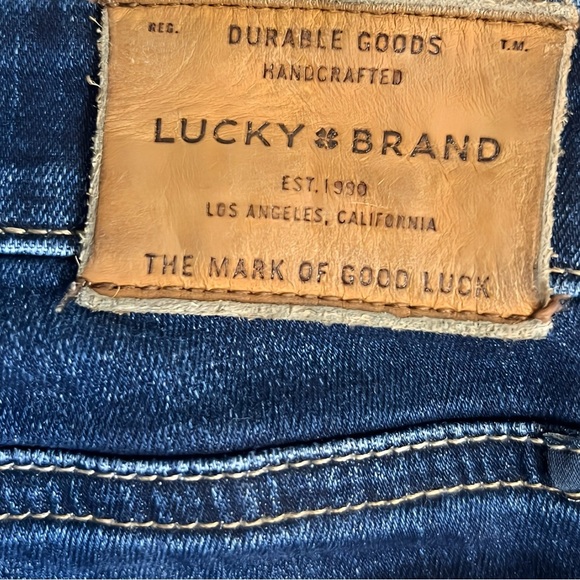 REG. DURABLE GOODS T.M.
HANDCRAFTED
LUCKY BRAND
EST. 1990
LOS ANGELES, CALIFORNIA
THE MARK OF GOOD LUCK